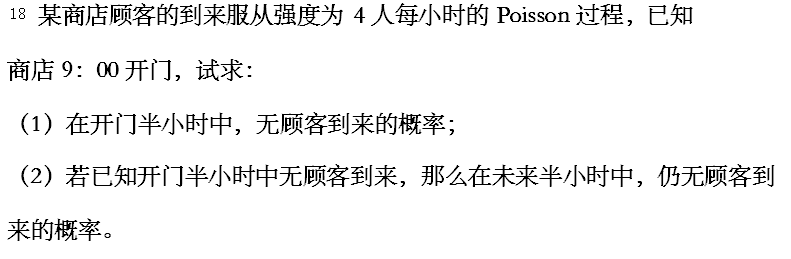 18 某商店顾客的到来服从强度为 4 人每小时的 Poisson 过程，已知
商店 9：00 开门，试求：
（1）在开门半小时中，无顾客到来的概率；
（2）若已知开门半小时中无顾客到来，那么在未来半小时中，仍无顾客到
来的概率。